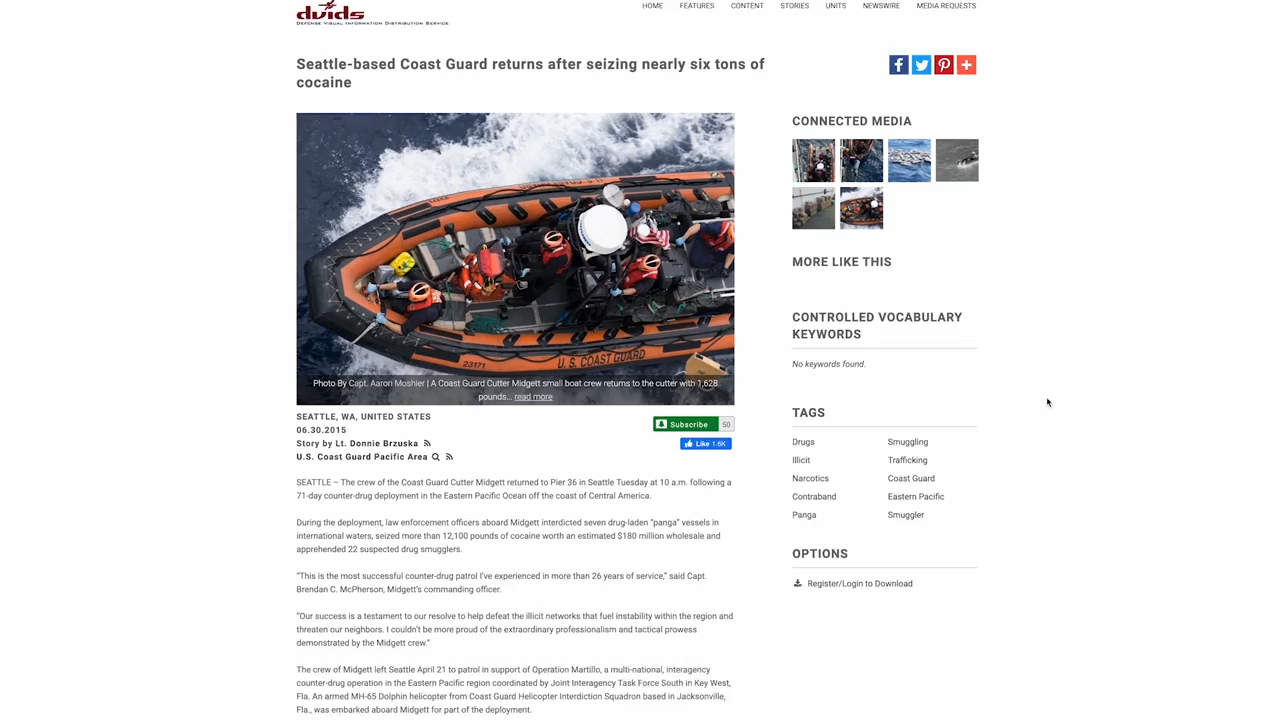 dvids
DEFENSE VISUAL INFORMATION DISTRIBUTION SERVICE
HOME FEATURES CONTENT STORIES UNITS NEWSWIRE MEDIA REQUESTS
Seattle-based Coast Guard returns after seizing nearly six tons of
cocaine
23171
U.S. COAST GUARD
Photo By Capt. Aaron Moshier | A Coast Guard Cutter Midgett small boat crew returns to the cutter with 1,628
pounds... read more
SEATTLE, WA, UNITED STATES
06.30.2015
Story by Lt. Donnie Brzuska
U.S. Coast Guard Pacific Area
Subscribe 50
Like 1.6K
SEATTLE – The crew of the Coast Guard Cutter Midgett returned to Pier 36 in Seattle Tuesday at 10 a.m. following a
71-day counter-drug deployment in the Eastern Pacific Ocean off the coast of Central America.
During the deployment, law enforcement officers aboard Midgett interdicted seven drug-laden “panga” vessels in
international waters, seized more than 12,100 pounds of cocaine worth an estimated $180 million wholesale and
apprehended 22 suspected drug smugglers.
“This is the most successful counter-drug patrol I’ve experienced in more than 26 years of service,” said Capt.
Brendan C. McPherson, Midgett’s commanding officer.
“Our success is a testament to our resolve to help defeat the illicit networks that fuel instability within the region and
threaten our neighbors. I couldn’t be more proud of the extraordinary professionalism and tactical prowess
demonstrated by the Midgett crew.”
The crew of Midgett left Seattle April 21 to patrol in support of Operation Martillo, a multi-national, interagency
counter-drug operation in the Eastern Pacific region coordinated by Joint Interagency Task Force South in Key West,
Fla. An armed MH-65 Dolphin helicopter from Coast Guard Helicopter Interdiction Squadron based in Jacksonville,
Fla., was embarked aboard Midgett for part of the deployment.
CONNECTED MEDIA
MORE LIKE THIS
CONTROLLED VOCABULARY
KEYWORDS
No keywords found.
TAGS
Drugs Smuggling
Illicit Trafficking
Narcotics Coast Guard
Contraband Eastern Pacific
Panga Smuggler
OPTIONS
Register/Login to Download